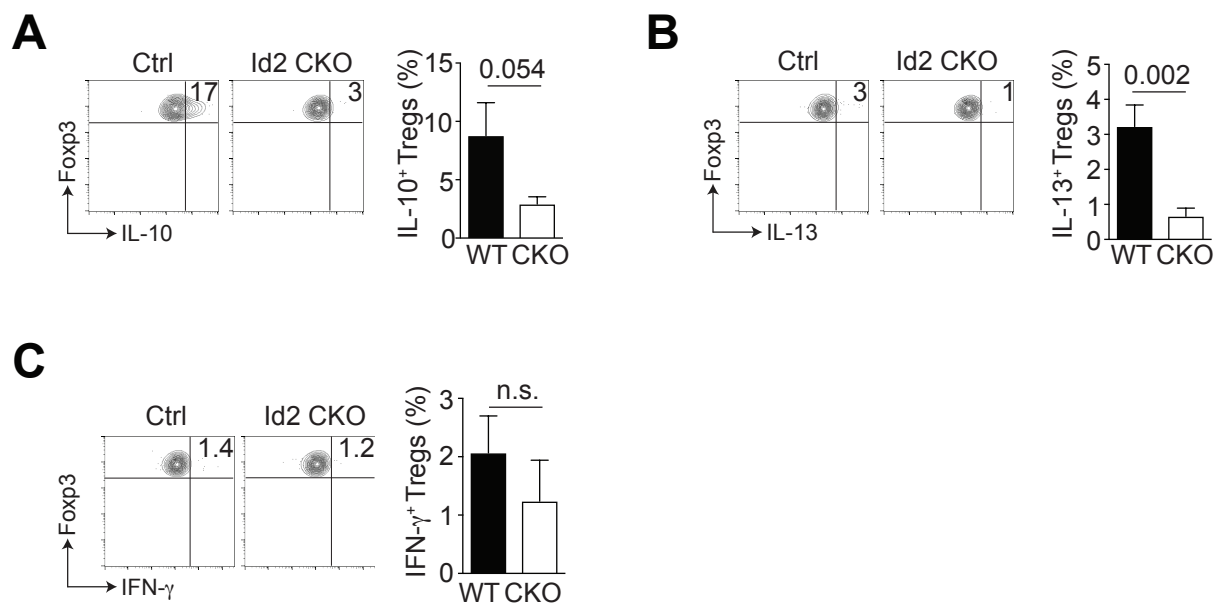 A
Ctrl
Id2 CKO
17
3
Foxp3
IL-10
IL-10⁺ Tregs (%)
15
10
5
0
0.054
WT CKO
B
Ctrl
Id2 CKO
3
1
Foxp3
IL-13
IL-13⁺ Tregs (%)
5
4
3
2
1
0
0.002
WT CKO
C
Ctrl
Id2 CKO
1.4
1.2
Foxp3
IFN-γ
IFN-γ⁺ Tregs (%)
3
2
1
0
n.s.
WT CKO